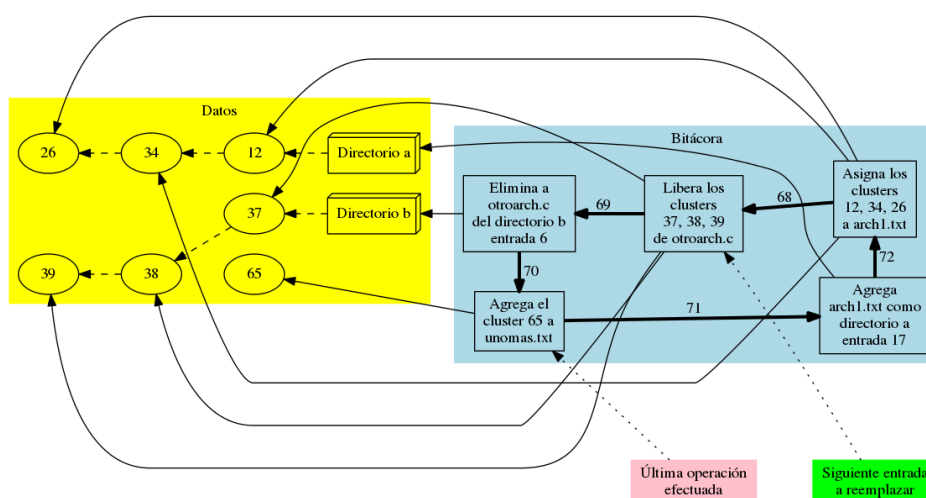 Datos
26
34
12
Directorio a
37
Directorio b
39
38
65
Bitácora
Elimina a
otroarch.c
del directorio b
entrada 6
69
Libera los
clusters
37, 38, 39
de otroarch.c
68
Asigna los
clusters
12, 34, 26
a arch1.txt
70
72
Agrega el
cluster 65 a
unomas.txt
71
Agrega
arch1.txt como
directorio a
entrada 17
Última operación
efectuada
Siguiente entrada
a reemplazar